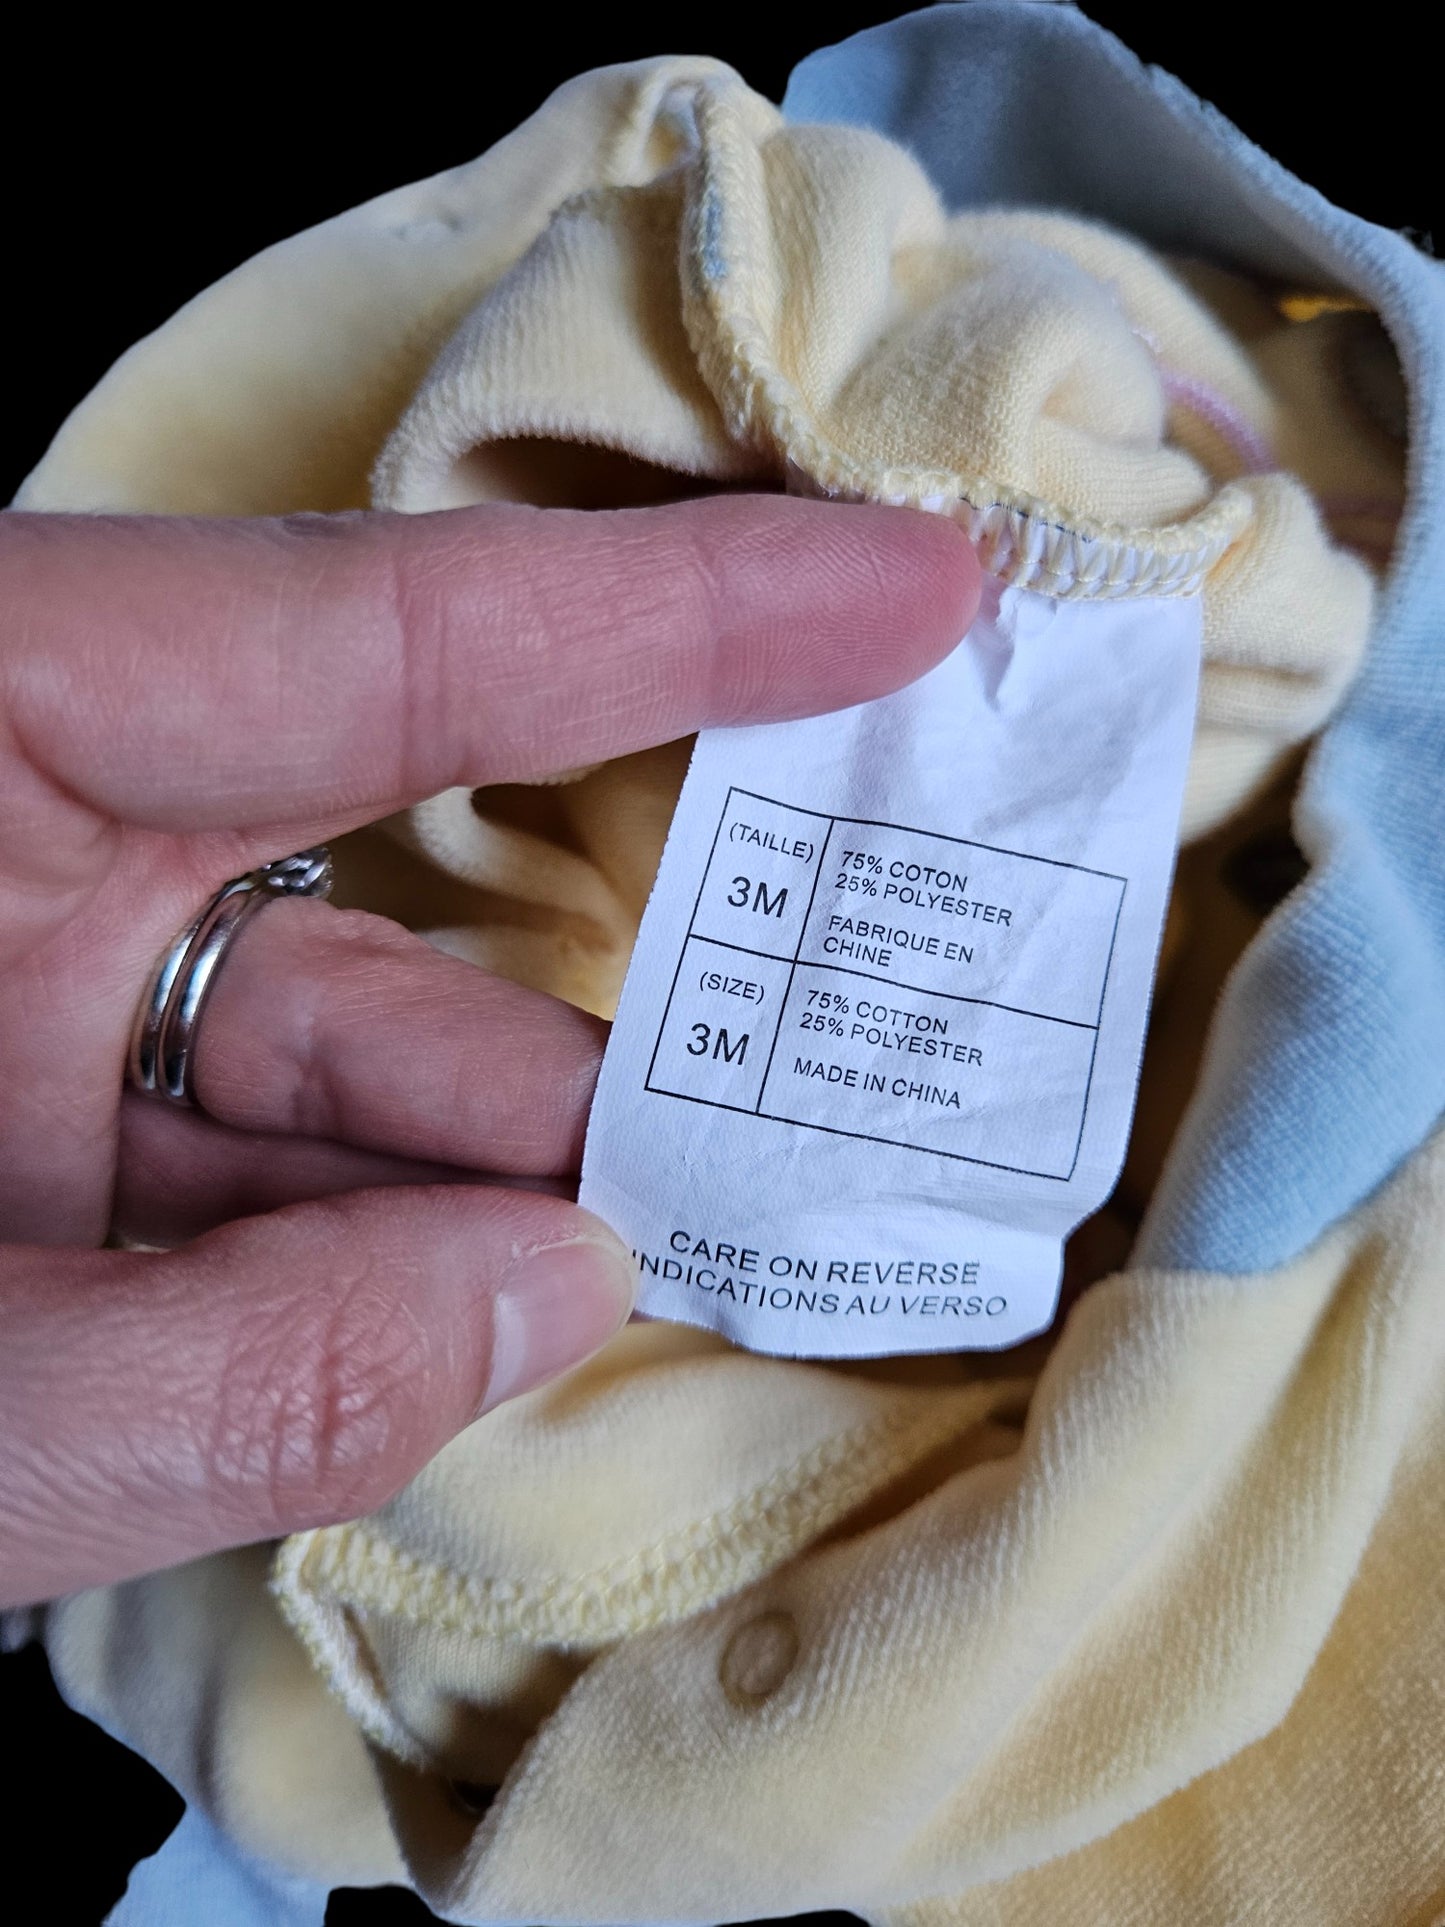 (TAILLE)
3M
75% COTON
25% POLYESTER
FABRIQUE EN
CHINE
(SIZE)
3M
75% COTTON
25% POLYESTER
MADE IN CHINA
CARE ON REVERSE
INDICATIONS AU VERSO